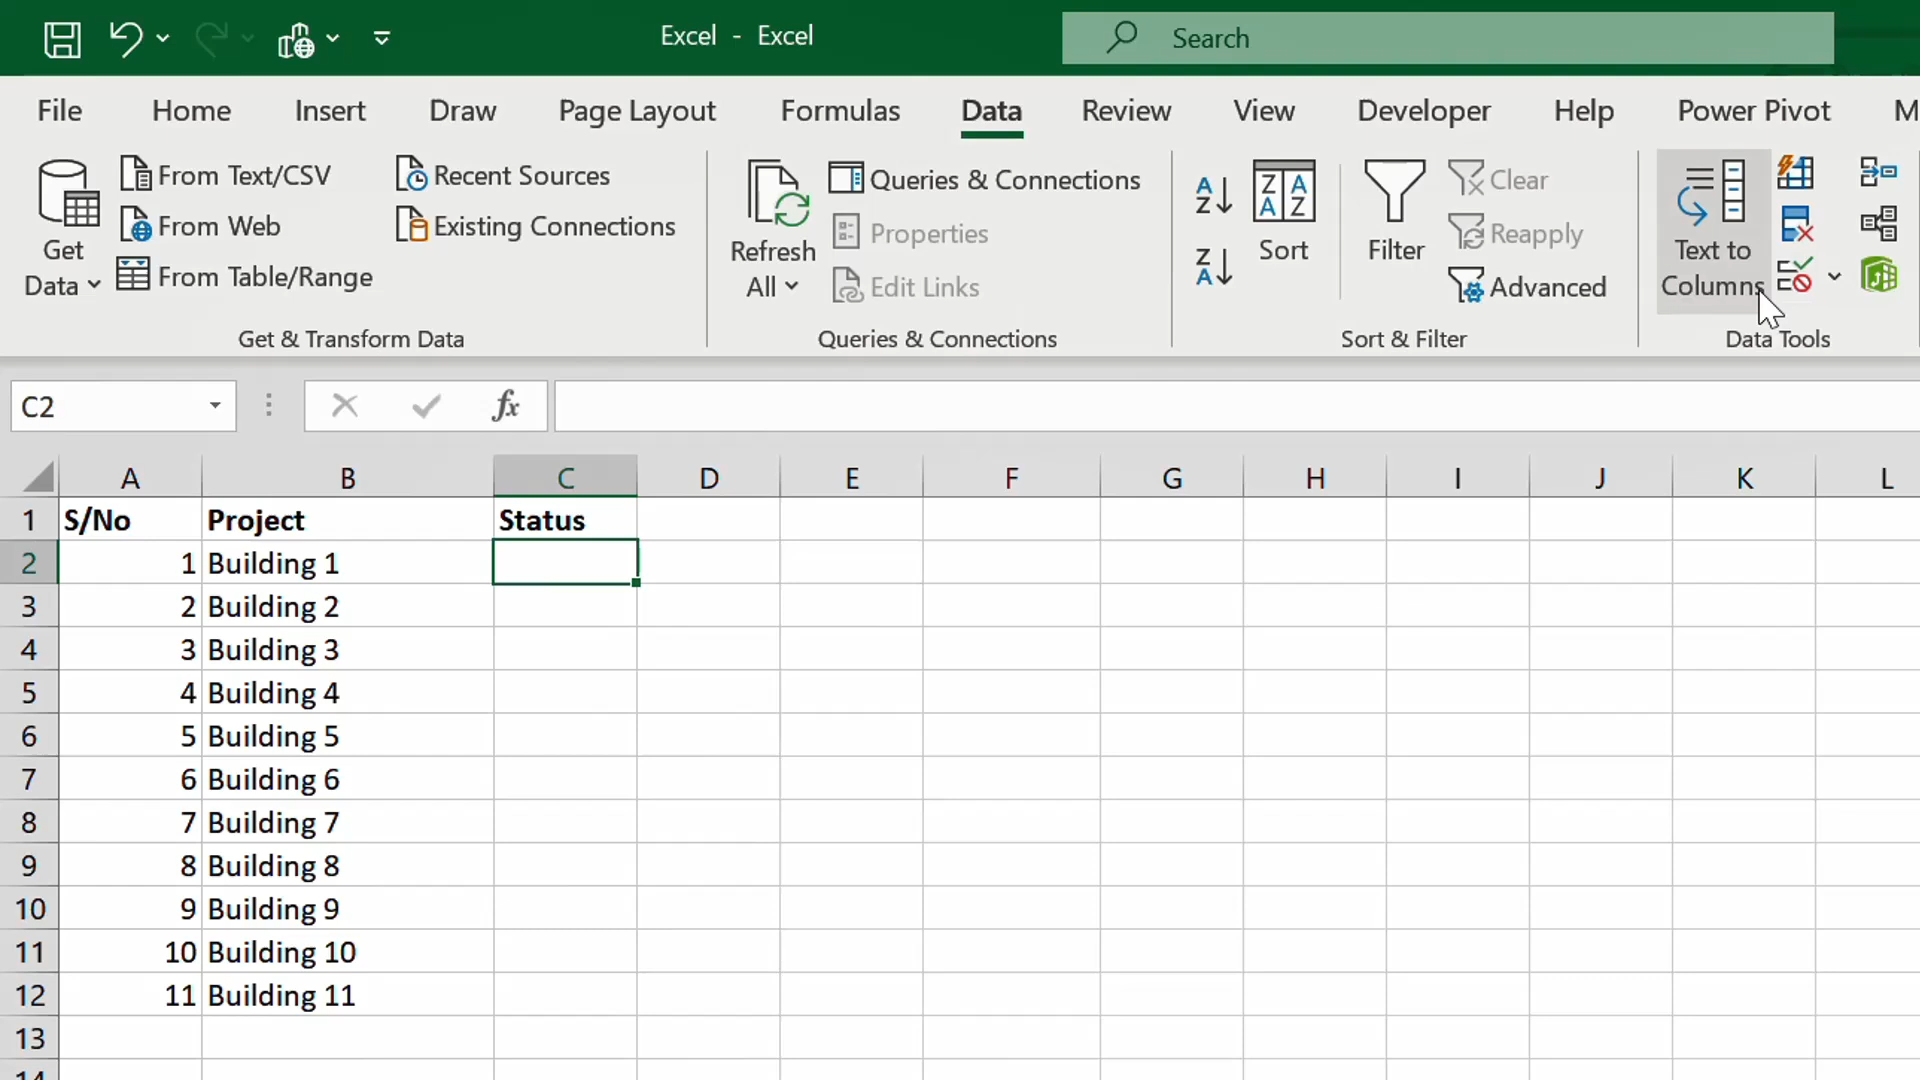 Excel - Excel
Search
File Home Insert Draw Page Layout Formulas Data Review View Developer Help Power Pivot M
Get Data
From Text/CSV
From Web
From Table/Range
Recent Sources
Existing Connections
Get & Transform Data
Refresh All
Queries & Connections
Properties
Edit Links
Queries & Connections
Sort
Filter
Clear
Reapply
Advanced
Sort & Filter
Text to
Columns
Data Tools
C2
fx
A B C D E F G H I J K L
1 S/No Project Status
2 1 Building 1
3 2 Building 2
4 3 Building 3
5 4 Building 4
6 5 Building 5
7 6 Building 6
8 7 Building 7
9 8 Building 8
10 9 Building 9
11 10 Building 10
12 11 Building 11
13
14